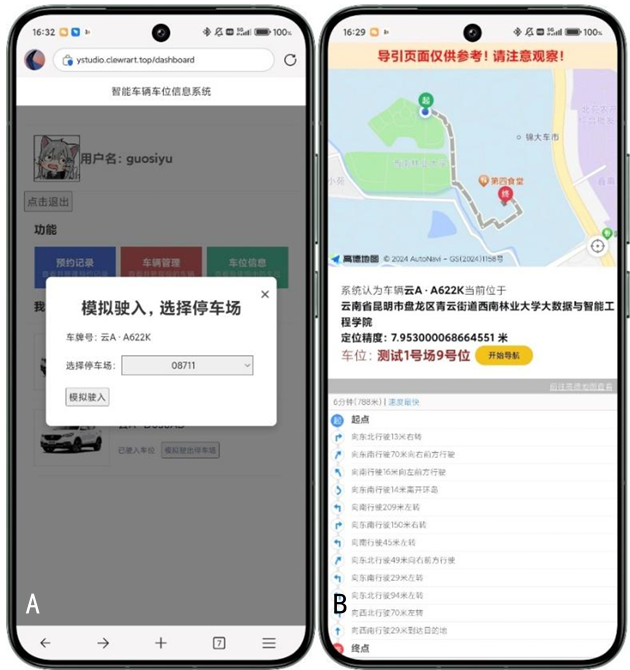 16:32
100%
ystudio.clewrart.top/dashboard
智能车辆车位信息系统
用户名：guosiyu
点击退出
功能
预约记录
车辆管理
车位信息
我
模拟驶入，选择停车场
车牌号：云A·A622K
选择停车场：
08711
模拟驶入
已驶入车位
模拟驶出停车场
7
A
16:29
100%
导引页面仅供参考！请注意观察！
起
锦大车市
西南林业大学
第四食堂
终
高德地图 © 2024 AutoNavi - GS(2024)1158号
系统认为车辆云A·A622K当前位于
云南省昆明市盘龙区青云街道西南林业大学大数据与智能工
程学院
定位精度：7.953000068664551 米
车位：测试1号场9号位
开始导航
前往高德地图查看
6分钟(788米) | 速度最快
起 起点
向东北行驶13米右转
向东南行驶70米向右前方行驶
向南行驶16米向左前方行驶
向东南行驶14米离开环岛
向南行驶209米左转
向东南行驶150米右转
向南行驶45米左转
向东北行驶49米向右前方行驶
向东南行驶29米左转
向东北行驶94米左转
向西北行驶70米左转
向西南行驶29米到达目的地
终点
B